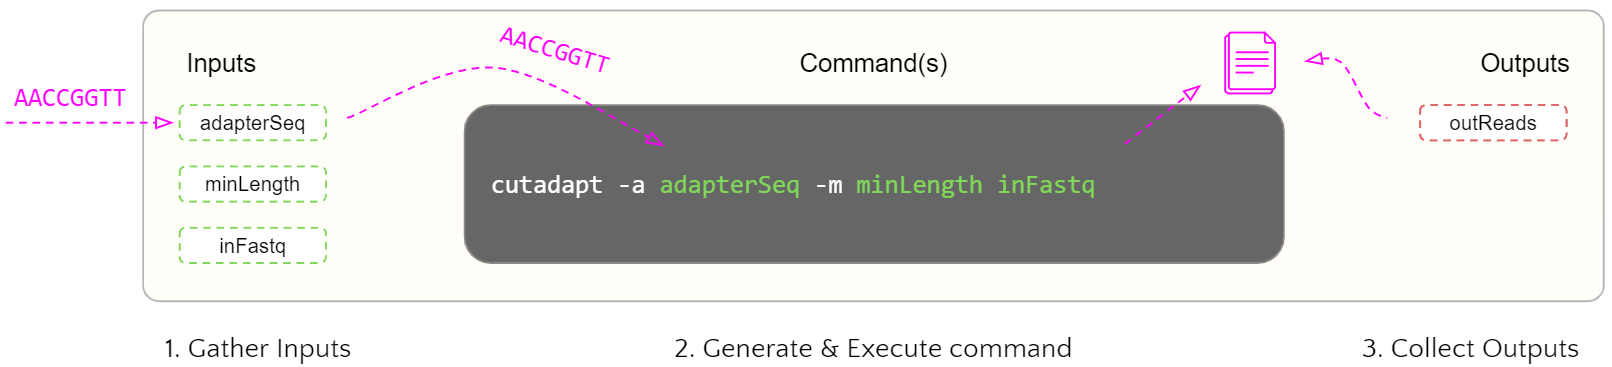 Inputs
Command(s)
Outputs
AACCGGTT
AACCGGTT
adapterSeq
minLength
inFastq
cutadapt -a adapterSeq -m minLength inFastq
outReads
1. Gather Inputs
2. Generate & Execute command
3. Collect Outputs